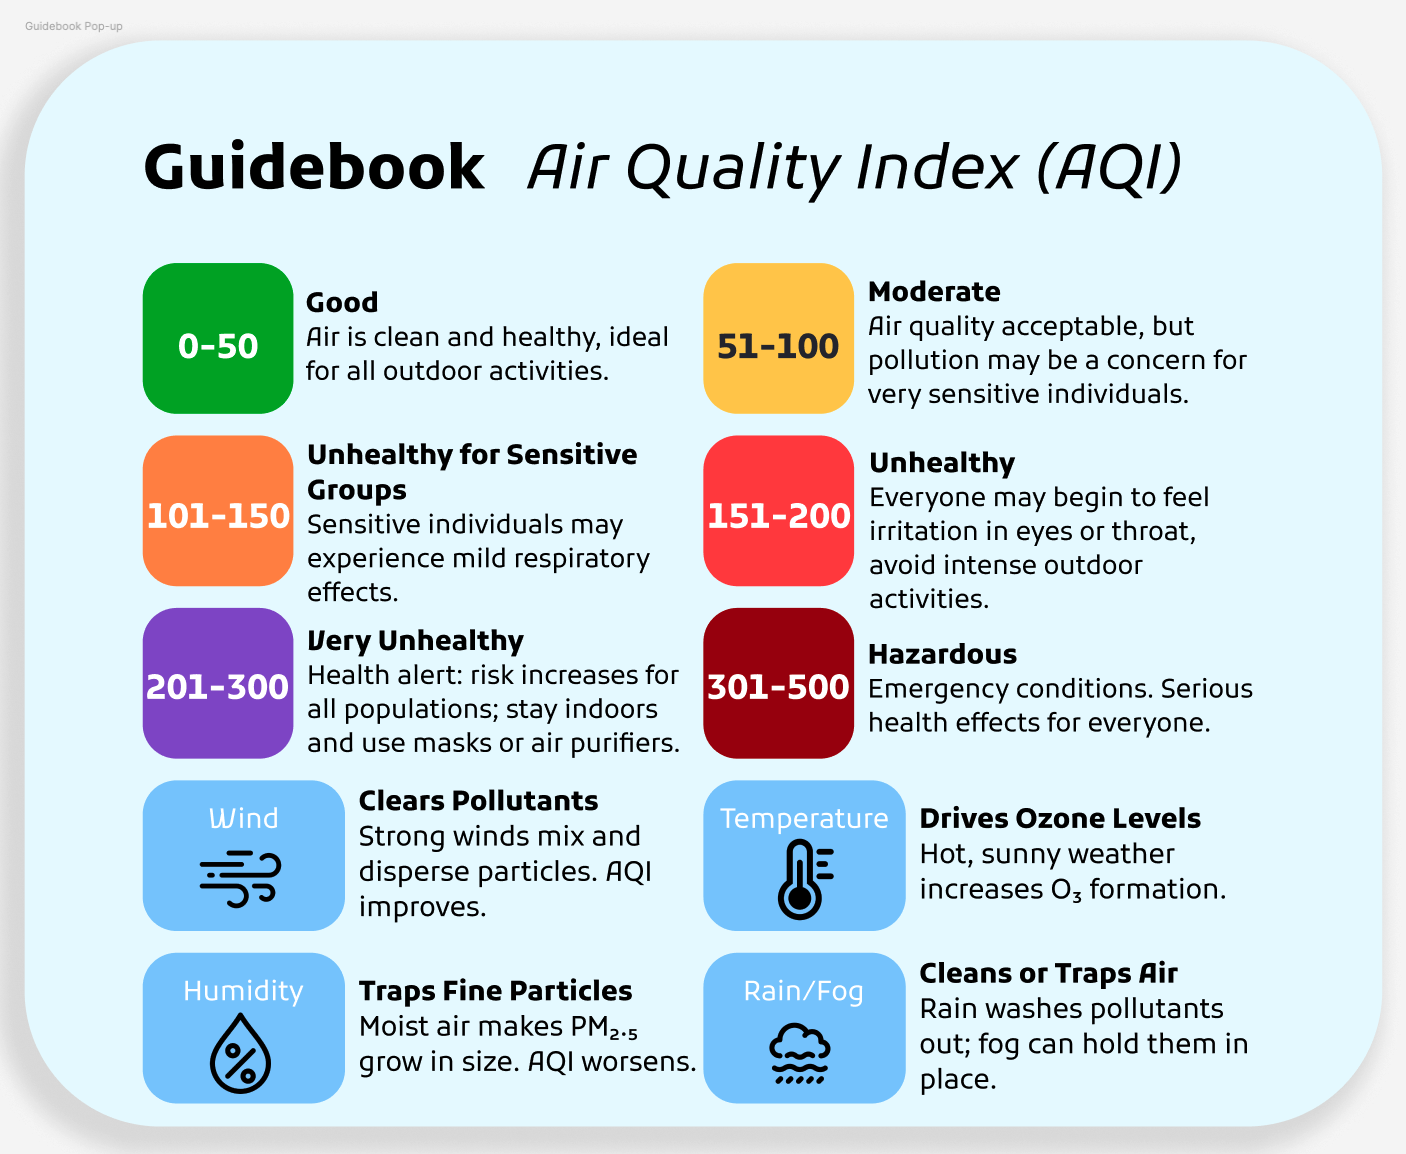 Guidebook Pop-up
Guidebook Air Quality Index (AQI)
0-50
Good
Air is clean and healthy, ideal
for all outdoor activities.
51-100
Moderate
Air quality acceptable, but
pollution may be a concern for
very sensitive individuals.
101-150
Unhealthy for Sensitive
Groups
Sensitive individuals may
experience mild respiratory
effects.
151-200
Unhealthy
Everyone may begin to feel
irritation in eyes or throat,
avoid intense outdoor
activities.
201-300
Very Unhealthy
Health alert: risk increases for
all populations; stay indoors
and use masks or air purifiers.
301-500
Hazardous
Emergency conditions. Serious
health effects for everyone.
Wind
Clears Pollutants
Strong winds mix and
disperse particles. AQI
improves.
Temperature
Drives Ozone Levels
Hot, sunny weather
increases O₃ formation.
Humidity
Traps Fine Particles
Moist air makes PM₂.₅
grow in size. AQI worsens.
Rain/Fog
Cleans or Traps Air
Rain washes pollutants
out; fog can hold them in
place.